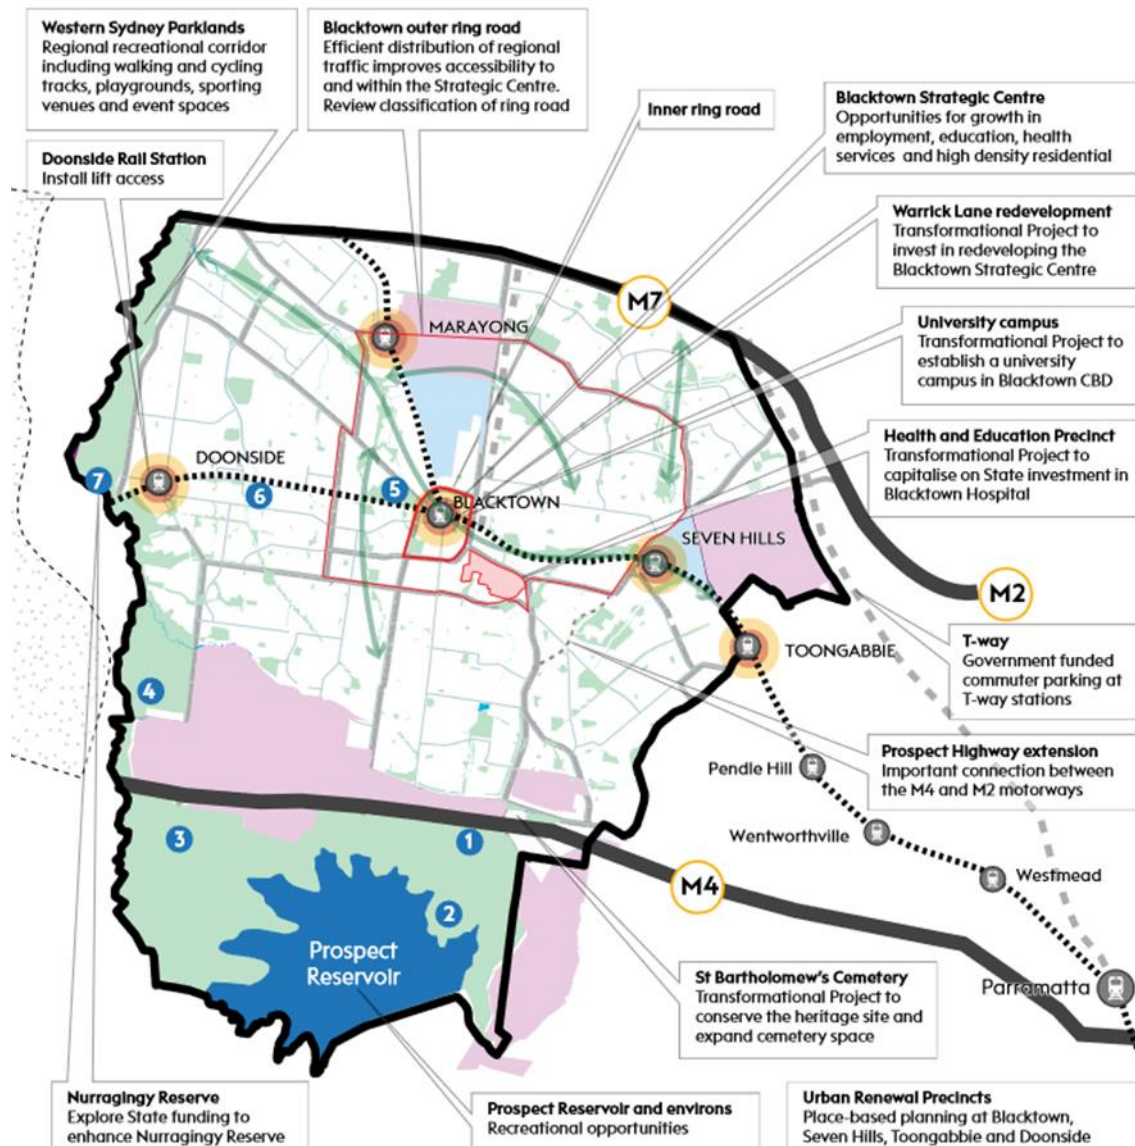 Western Sydney Parklands
Regional recreational corridor
including walking and cycling
tracks, playgrounds, sporting
venues and event spaces
Blacktown outer ring road
Efficient distribution of regional
traffic improves accessibility to
and within the Strategic Centre.
Review classification of ring road
Inner ring road
Blacktown Strategic Centre
Opportunities for growth in
employment, education, health
services and high density residential
Doonside Rail Station
Install lift access
Warrick Lane redevelopment
Transformational Project to
invest in redeveloping the
Blacktown Strategic Centre
M7
MARAYONG
University campus
Transformational Project to
establish a university
campus in Blacktown CBD
Health and Education Precinct
Transformational Project to
capitalise on State investment in
Blacktown Hospital
DOONSIDE
7
6
5
BLACKTOWN
SEVEN HILLS
M2
TOONGABBIE
T-way
Government funded
commuter parking at
T-way stations
4
Prospect Highway extension
Important connection between
the M4 and M2 motorways
Pendle Hill
Wentworthville
Westmead
3
1
M4
2
Prospect
Reservoir
Parramatta
St Bartholomew's Cemetery
Transformational Project to
conserve the heritage site and
expand cemetery space
Nurragingy Reserve
Explore State funding to
enhance Nurragingy Reserve
Prospect Reservoir and environs
Recreational opportunities
Urban Renewal Precincts
Place-based planning at Blacktown,
Seven Hills, Toongabbie and Doonside